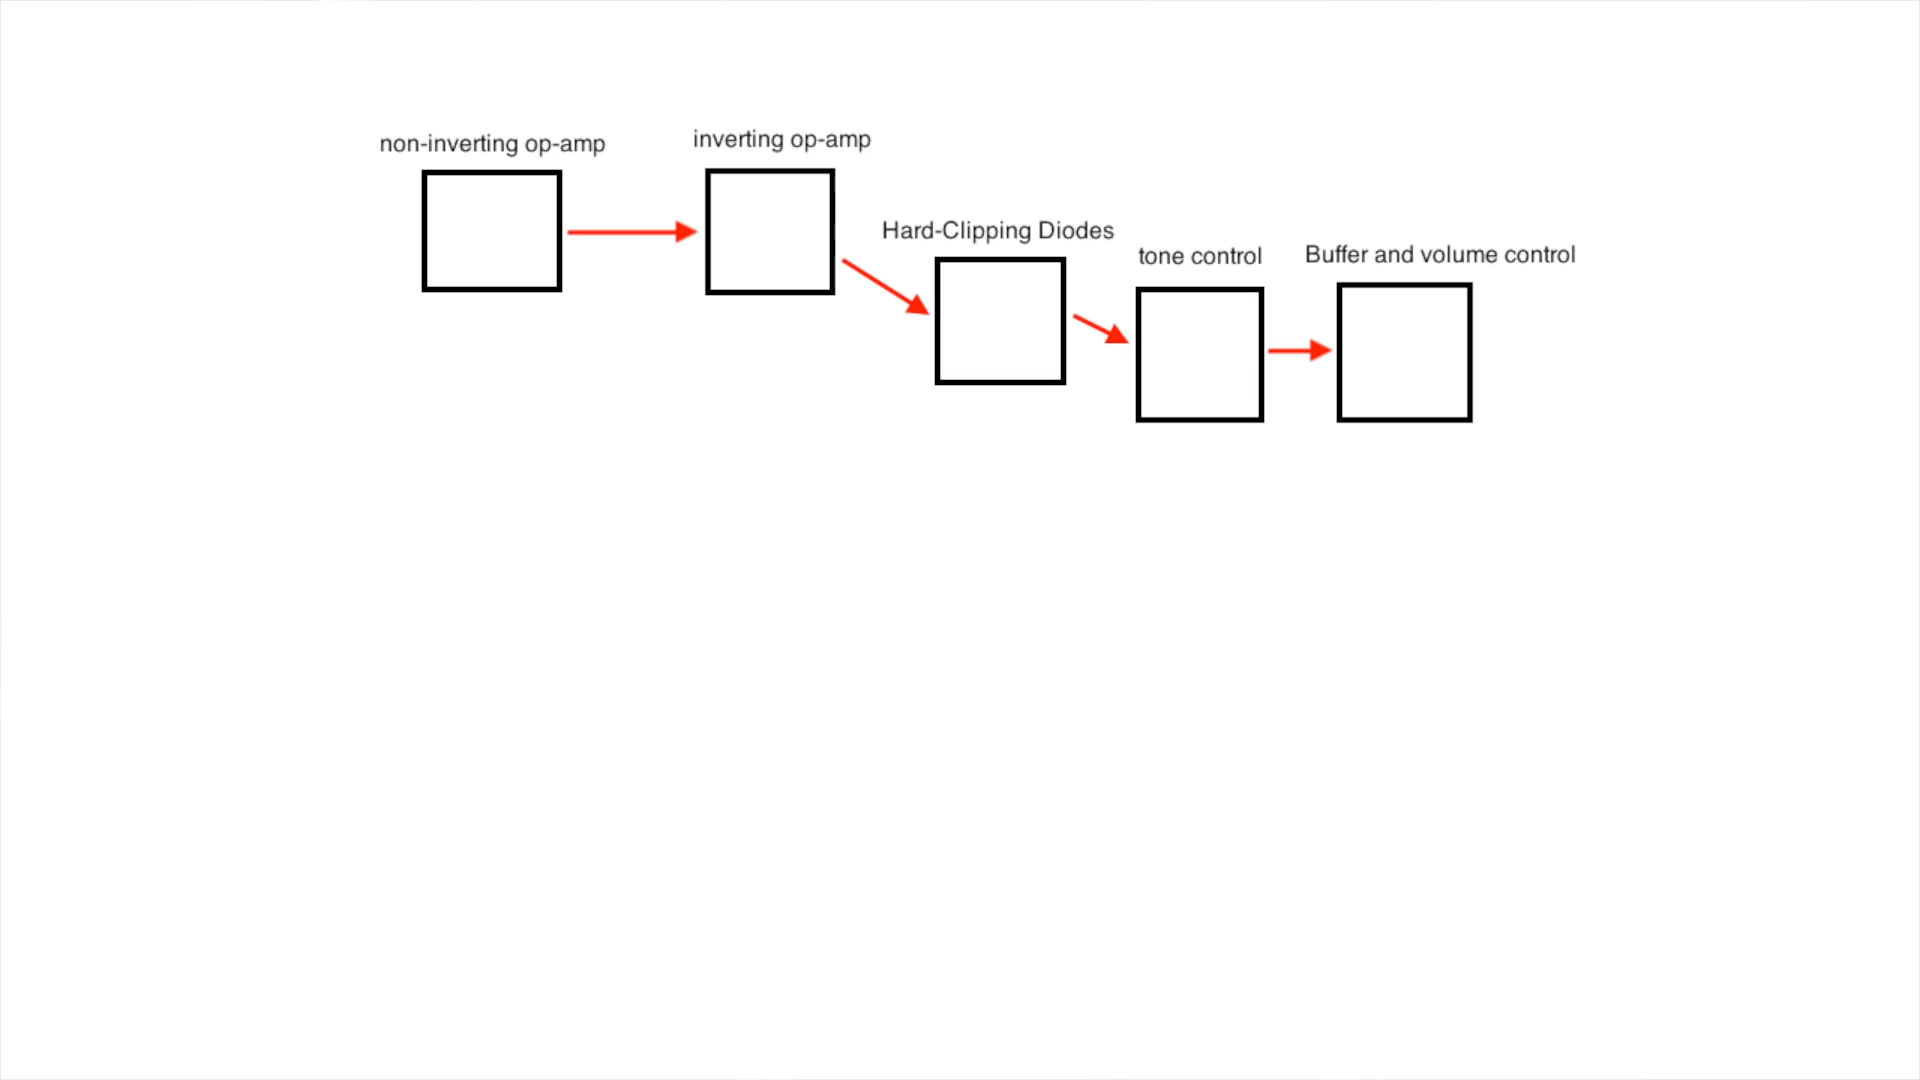 non-inverting op-amp
inverting op-amp
Hard-Clipping Diodes
tone control
Buffer and volume control